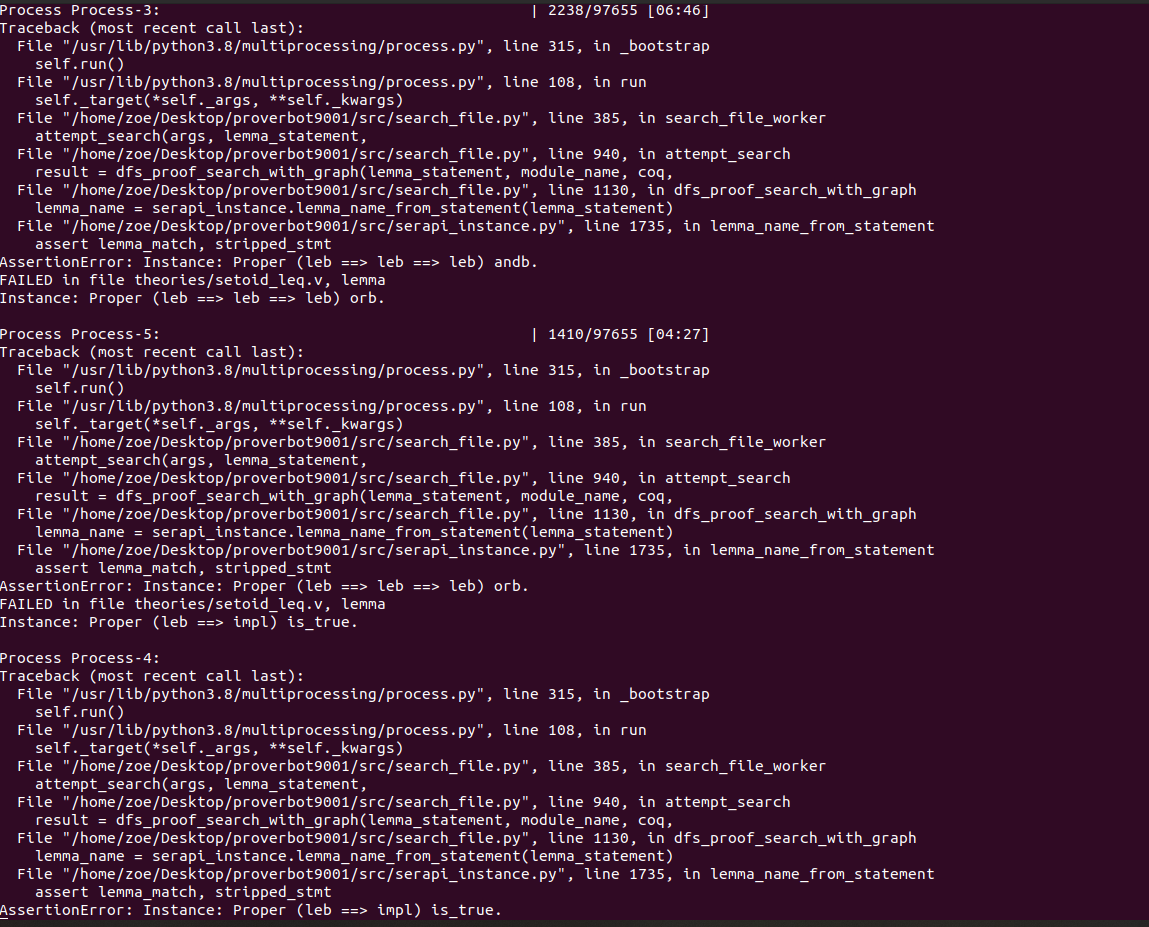 Process Process-3:                                         | 2238/97655 [06:46]
Traceback (most recent call last):
  File "/usr/lib/python3.8/multiprocessing/process.py", line 315, in _bootstrap
    self.run()
  File "/usr/lib/python3.8/multiprocessing/process.py", line 108, in run
    self._target(*self._args, **self._kwargs)
  File "/home/zoe/Desktop/proverbot9001/src/search_file.py", line 385, in search_file_worker
    attempt_search(args, lemma_statement,
  File "/home/zoe/Desktop/proverbot9001/src/search_file.py", line 940, in attempt_search
    result = dfs_proof_search_with_graph(lemma_statement, module_name, coq,
  File "/home/zoe/Desktop/proverbot9001/src/search_file.py", line 1130, in dfs_proof_search_with_graph
    lemma_name = serapi_instance.lemma_name_from_statement(lemma_statement)
  File "/home/zoe/Desktop/proverbot9001/src/serapi_instance.py", line 1735, in lemma_name_from_statement
    assert lemma_match, stripped_stmt
AssertionError: Instance: Proper (leb ==> leb ==> leb) andb.
FAILED in file theories/setoid_leq.v, lemma
Instance: Proper (leb ==> leb ==> leb) orb.

Process Process-5:                                         | 1410/97655 [04:27]
Traceback (most recent call last):
  File "/usr/lib/python3.8/multiprocessing/process.py", line 315, in _bootstrap
    self.run()
  File "/usr/lib/python3.8/multiprocessing/process.py", line 108, in run
    self._target(*self._args, **self._kwargs)
  File "/home/zoe/Desktop/proverbot9001/src/search_file.py", line 385, in search_file_worker
    attempt_search(args, lemma_statement,
  File "/home/zoe/Desktop/proverbot9001/src/search_file.py", line 940, in attempt_search
    result = dfs_proof_search_with_graph(lemma_statement, module_name, coq,
  File "/home/zoe/Desktop/proverbot9001/src/search_file.py", line 1130, in dfs_proof_search_with_graph
    lemma_name = serapi_instance.lemma_name_from_statement(lemma_statement)
  File "/home/zoe/Desktop/proverbot9001/src/serapi_instance.py", line 1735, in lemma_name_from_statement
    assert lemma_match, stripped_stmt
AssertionError: Instance: Proper (leb ==> leb ==> leb) orb.
FAILED in file theories/setoid_leq.v, lemma
Instance: Proper (leb ==> impl) is_true.

Process Process-4:
Traceback (most recent call last):
  File "/usr/lib/python3.8/multiprocessing/process.py", line 315, in _bootstrap
    self.run()
  File "/usr/lib/python3.8/multiprocessing/process.py", line 108, in run
    self._target(*self._args, **self._kwargs)
  File "/home/zoe/Desktop/proverbot9001/src/search_file.py", line 385, in search_file_worker
    attempt_search(args, lemma_statement,
  File "/home/zoe/Desktop/proverbot9001/src/search_file.py", line 940, in attempt_search
    result = dfs_proof_search_with_graph(lemma_statement, module_name, coq,
  File "/home/zoe/Desktop/proverbot9001/src/search_file.py", line 1130, in dfs_proof_search_with_graph
    lemma_name = serapi_instance.lemma_name_from_statement(lemma_statement)
  File "/home/zoe/Desktop/proverbot9001/src/serapi_instance.py", line 1735, in lemma_name_from_statement
    assert lemma_match, stripped_stmt
AssertionError: Instance: Proper (leb ==> impl) is_true.